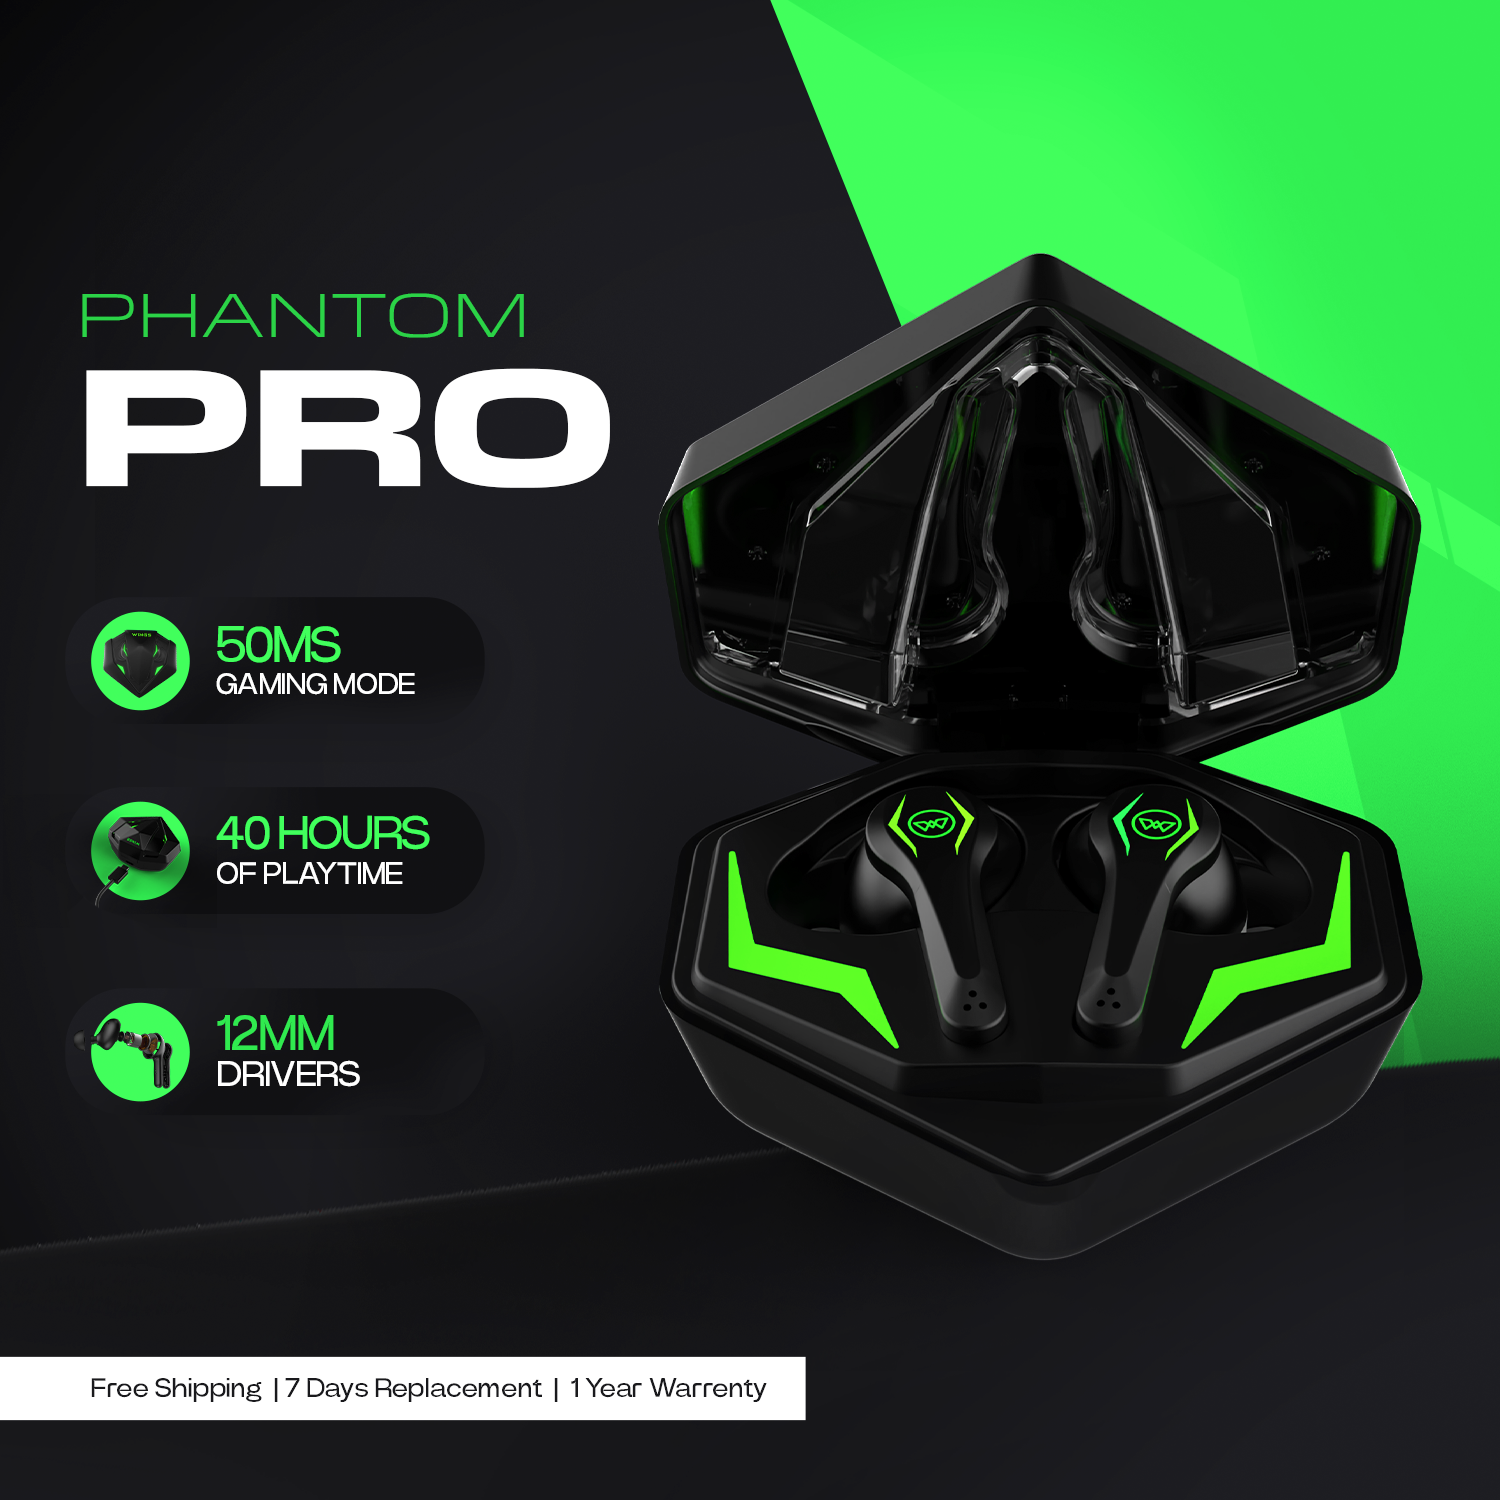 PHANTOM
PRO
WINGS
50MS
GAMING MODE
40 HOURS
OF PLAYTIME
12MM
DRIVERS
Free Shipping | 7 Days Replacement | 1 Year Warrenty